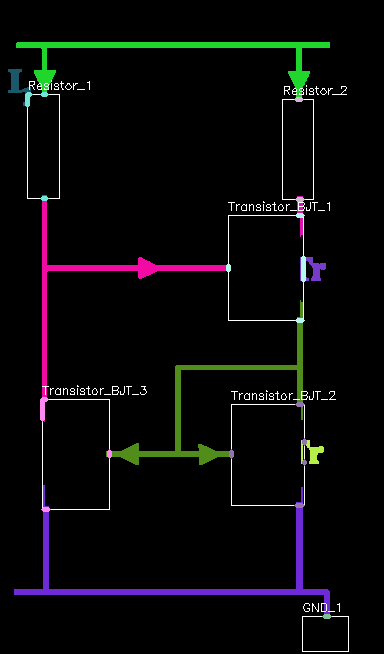 L
Resistor_1
Resistor_2
Transistor_BJT_1
r
Transistor_BJT_3
Transistor_BJT_2
r
GND_1